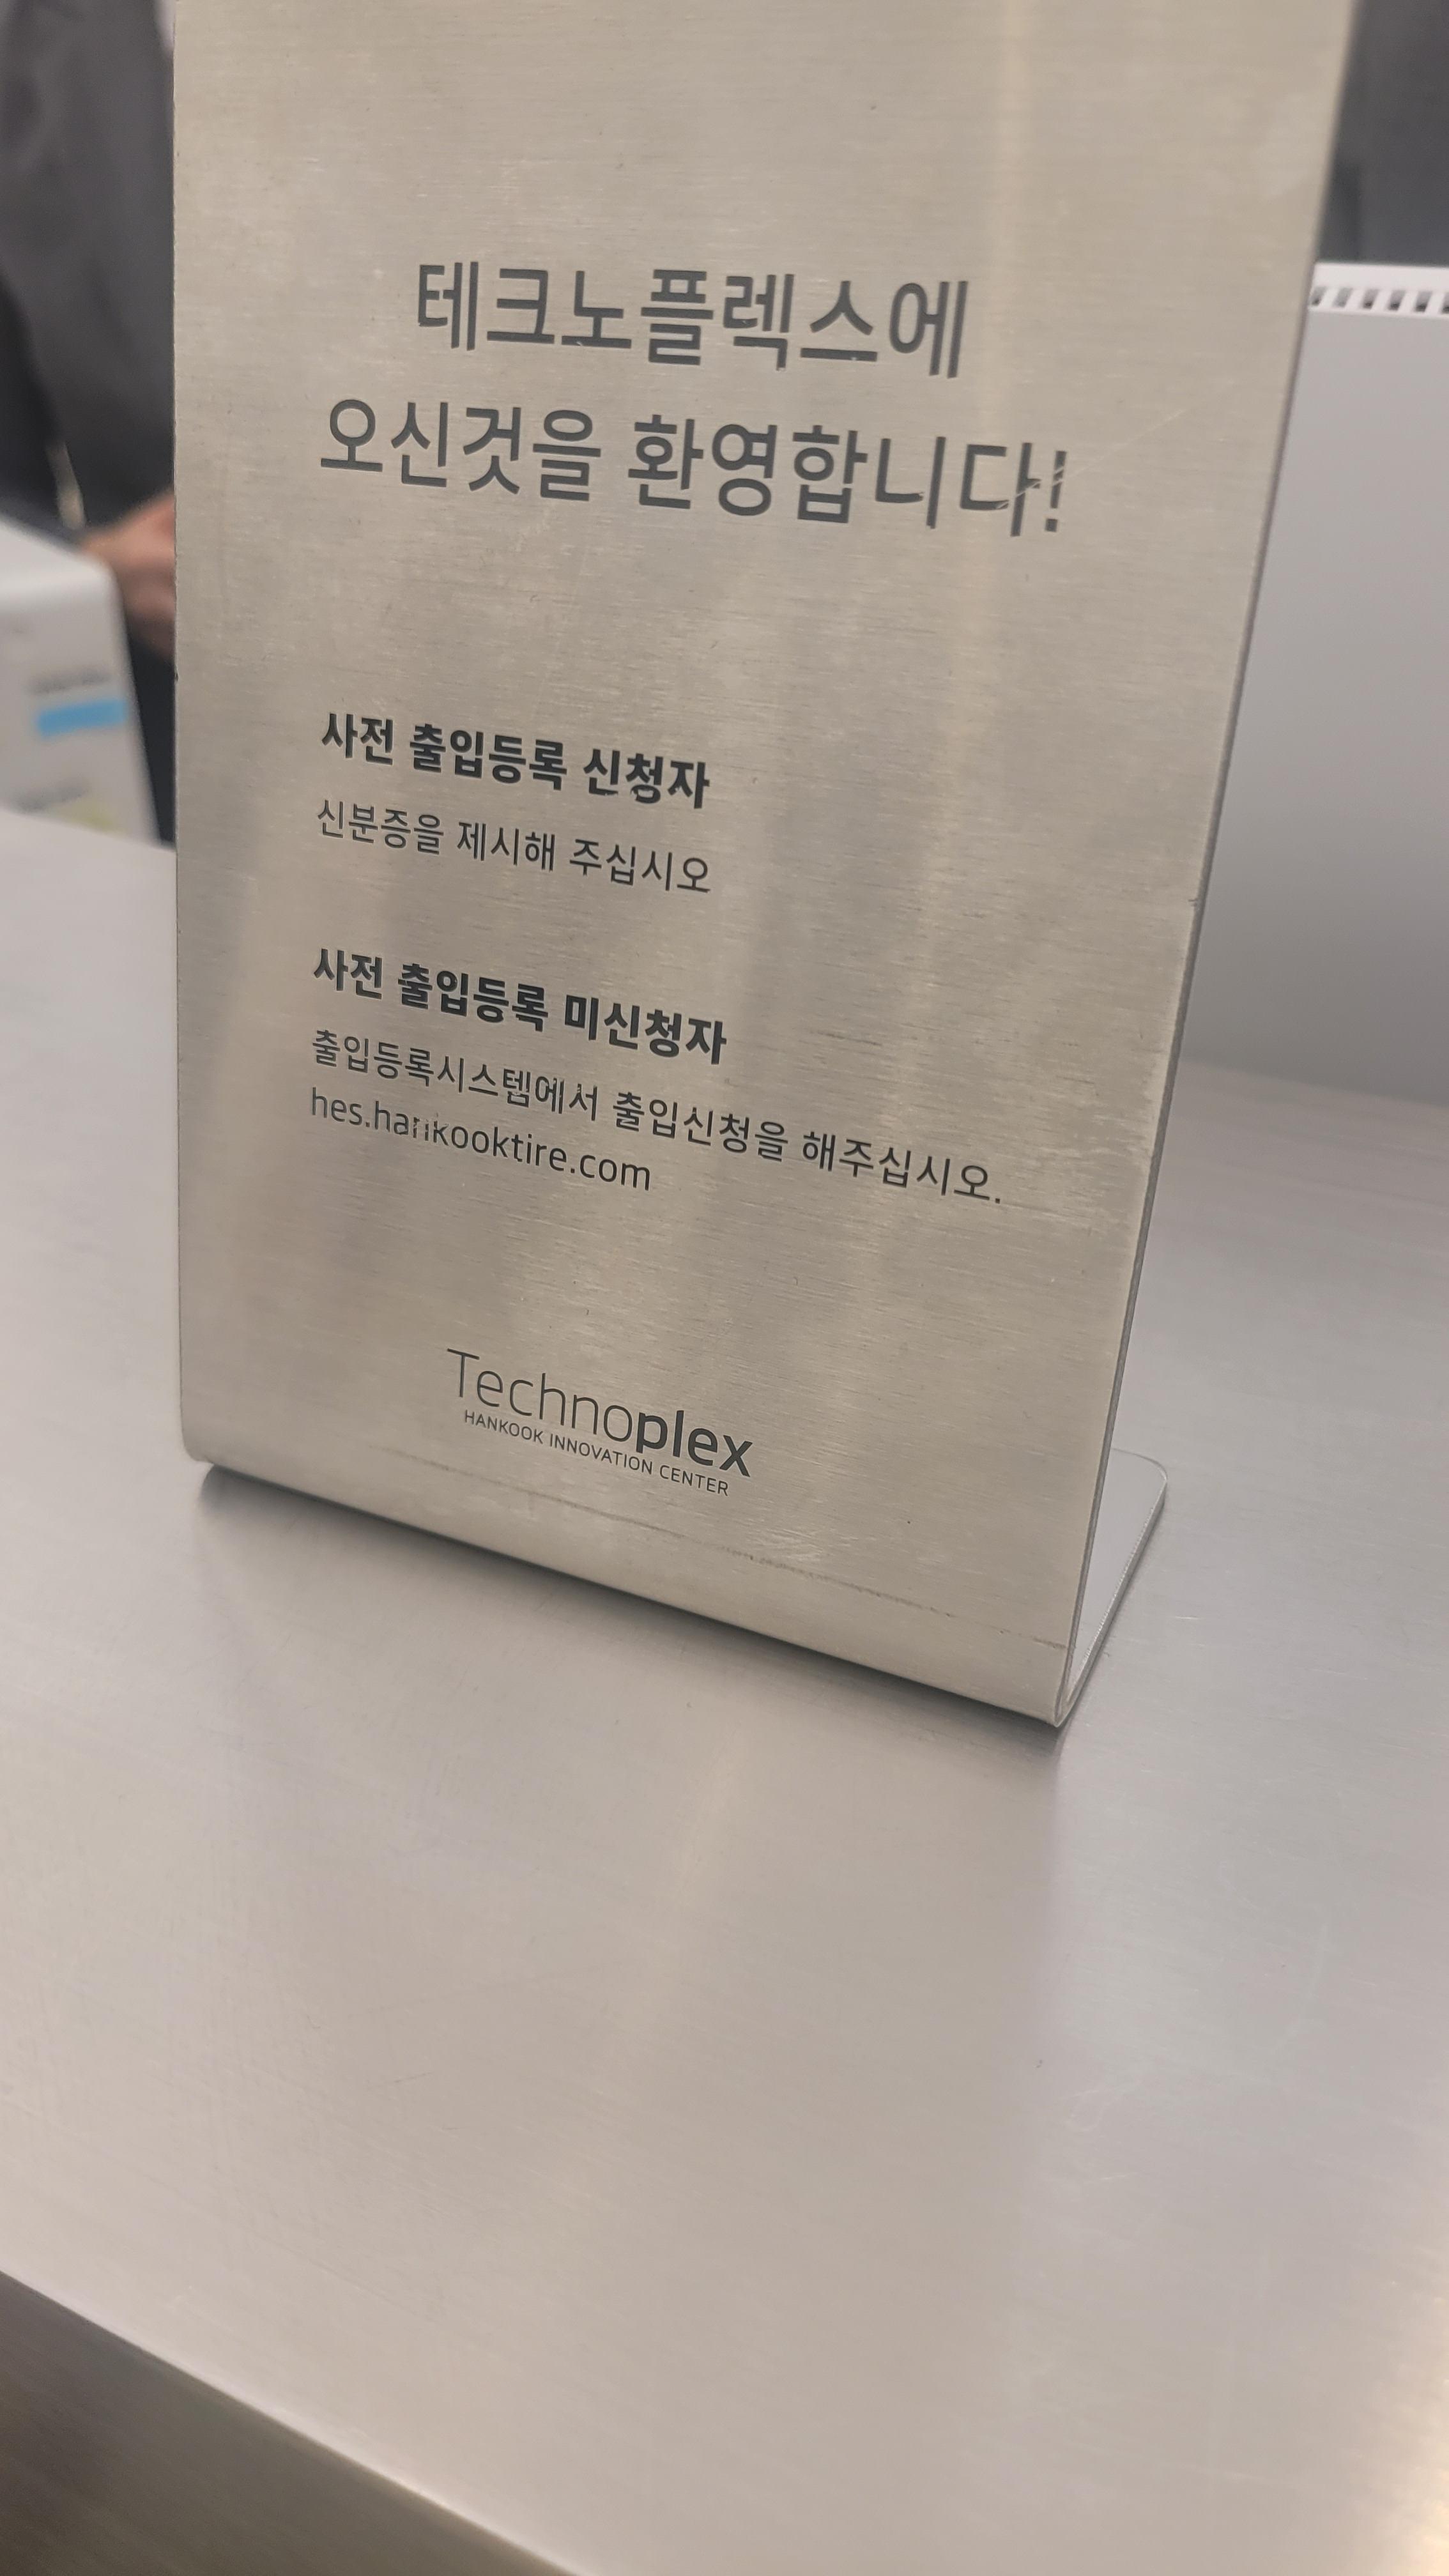 테크노플렉스에
오신것을 환영합니다!
사전 출입등록 신청자
신분증을 제시해 주십시오
사전 출입등록 미신청자
출입등록시스템에서 출입신청을 해주십시오.
hes.hankooktire.com
Technoplex
HANKOOK INNOVATION CENTER